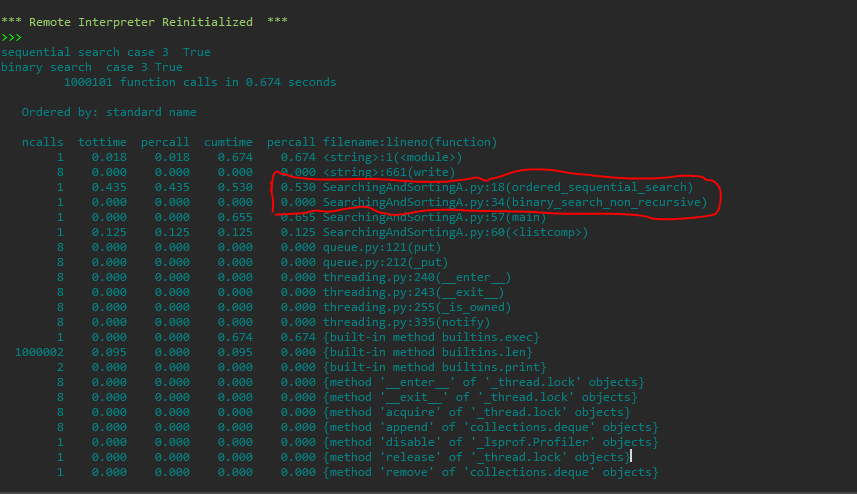 *** Remote Interpreter Reinitialized  ***
>>>
sequential search case 3  True
binary search  case 3 True
         1000101 function calls in 0.674 seconds
   Ordered by: standard name
   ncalls  tottime  percall  cumtime  percall filename:lineno(function)
        1    0.018    0.018    0.674    0.674 <string>:1(<module>)
        8    0.000    0.000    0.000    0.000 <string>:661(write)
        1    0.435    0.435    0.530    0.530 SearchingAndSortingA.py:18(ordered_sequential_search)
        1    0.000    0.000    0.000    0.000 SearchingAndSortingA.py:34(binary_search_non_recursive)
        1    0.000    0.000    0.655    0.655 SearchingAndSortingA.py:57(main)
        1    0.125    0.125    0.125    0.125 SearchingAndSortingA.py:60(<listcomp>)
        8    0.000    0.000    0.000    0.000 queue.py:121(put)
        8    0.000    0.000    0.000    0.000 queue.py:212(_put)
        8    0.000    0.000    0.000    0.000 threading.py:240(__enter__)
        8    0.000    0.000    0.000    0.000 threading.py:243(__exit__)
        8    0.000    0.000    0.000    0.000 threading.py:255(_is_owned)
        8    0.000    0.000    0.000    0.000 threading.py:335(notify)
        1    0.000    0.000    0.674    0.674 {built-in method builtins.exec}
  1000002    0.095    0.000    0.095    0.000 {built-in method builtins.len}
        2    0.000    0.000    0.000    0.000 {built-in method builtins.print}
        8    0.000    0.000    0.000    0.000 {method '__enter__' of '_thread.lock' objects}
        8    0.000    0.000    0.000    0.000 {method '__exit__' of '_thread.lock' objects}
        8    0.000    0.000    0.000    0.000 {method 'acquire' of '_thread.lock' objects}
        8    0.000    0.000    0.000    0.000 {method 'append' of 'collections.deque' objects}
        1    0.000    0.000    0.000    0.000 {method 'disable' of '_lsprof.Profiler' objects}
        1    0.000    0.000    0.000    0.000 {method 'release' of '_thread.lock' objects}
        1    0.000    0.000    0.000    0.000 {method 'remove' of 'collections.deque' objects}